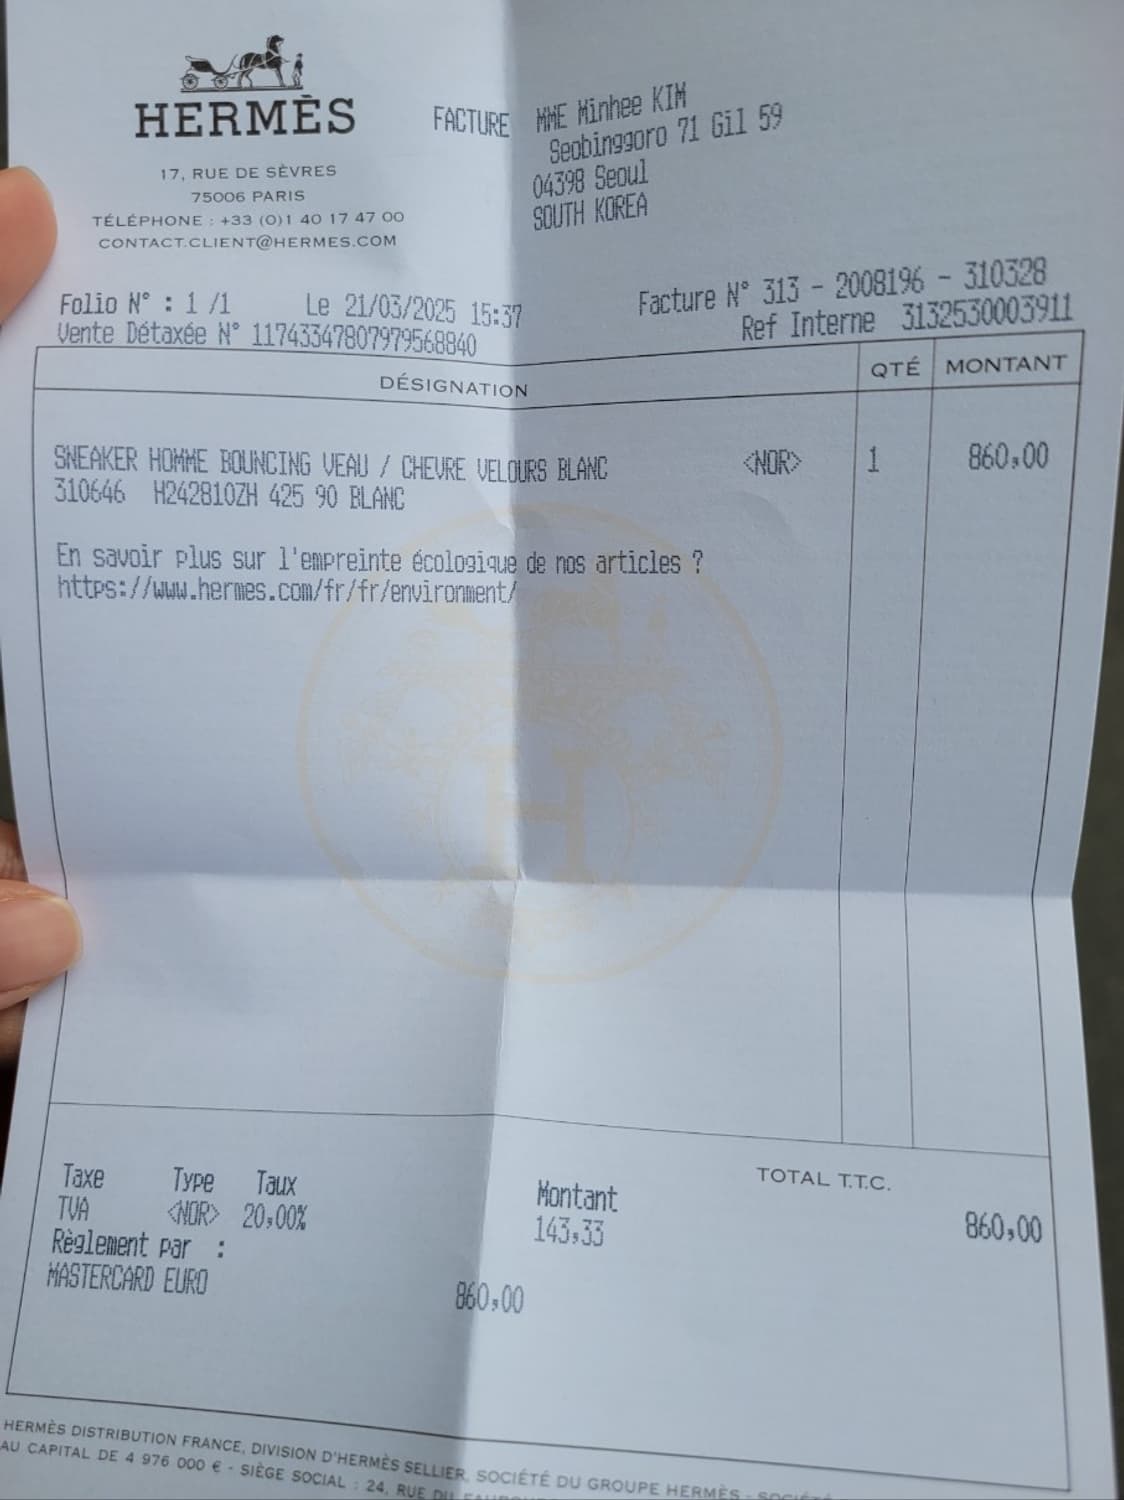 HERMÈS
17, RUE DE SÈVRES
75006 PARIS
TÉLÉPHONE : +33 (0)1 40 17 47 00
CONTACT.CLIENT@HERMES.COM
FACTURE
MME Minhee KIM
Seobinggoro 71 Gil 59
04398 Seoul
SOUTH KOREA
Folio N° : 1 /1 Le 21/03/2025 15:37
Vente Détaxée N° 11743347807979568840
Facture N° 313 - 2008196 - 310328
Ref Interne 3132530003911
DÉSIGNATION QTÉ MONTANT
SNEAKER HOMME BOUNCING VEAU / CHEVRE VELOURS BLANC <NOR> 1 860,00
310646 H242810ZH 425 90 BLANC
En savoir plus sur l'empreinte écologique de nos articles ?
https://www.hermes.com/fr/fr/environment/
H
Taxe Type Taux Montant TOTAL T.T.C.
TVA <NOR> 20,00% 143,33 860,00
Règlement par :
MASTERCARD EURO 860,00
HERMÈS DISTRIBUTION FRANCE, DIVISION D'HERMÈS SELLIER, SOCIÉTÉ DU GROUPE HERMÈS - SOCIÉTÉ
AU CAPITAL DE 4 976 000 € - SIÈGE SOCIAL : 24, RUE DU